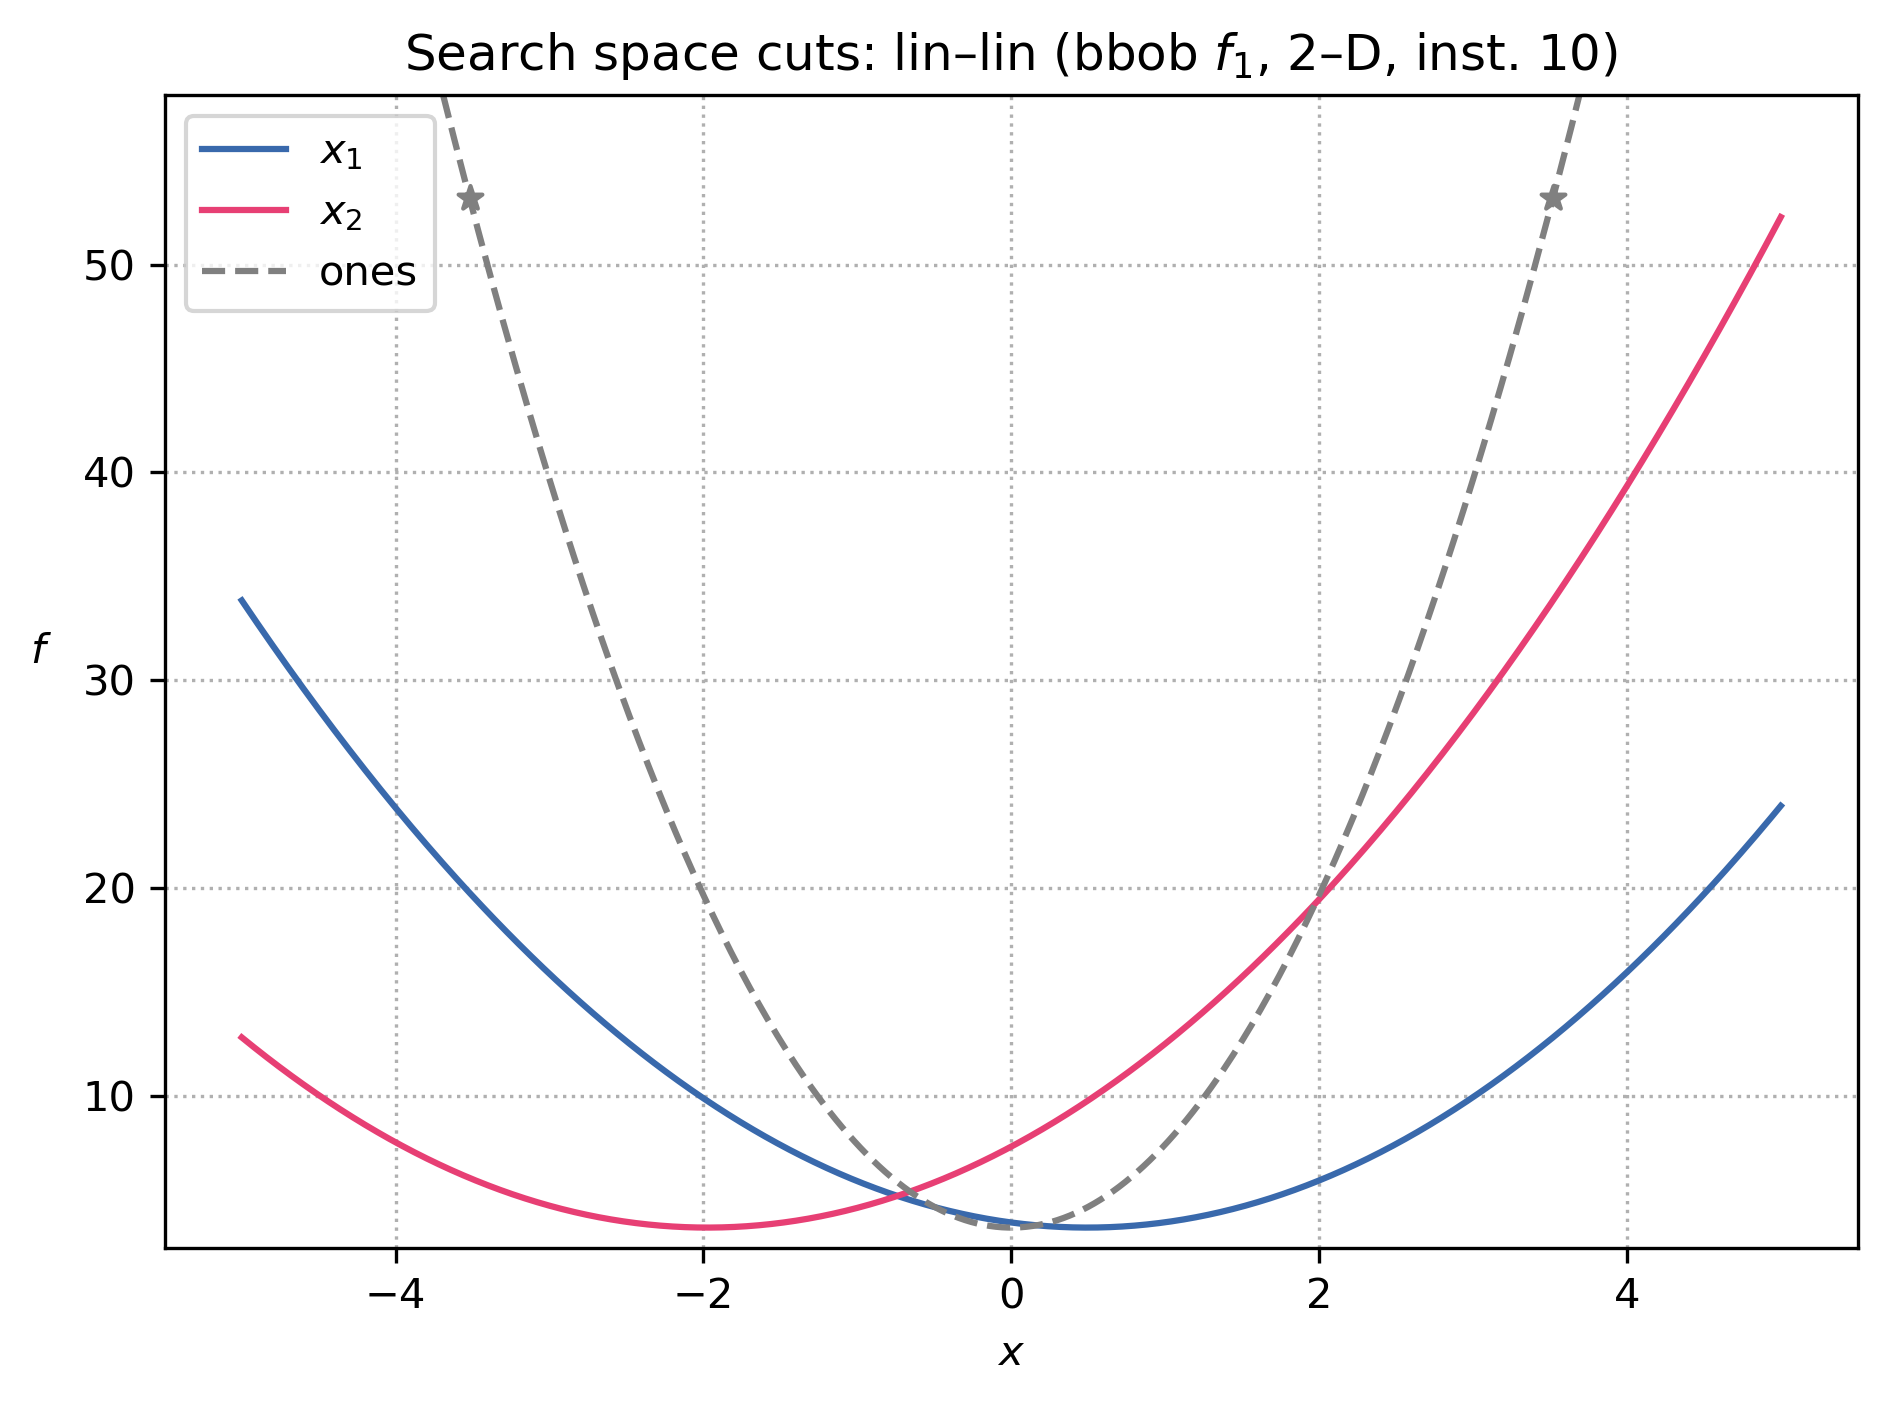 Search space cuts: lin–lin (bbob f₁, 2–D, inst. 10)
x₁
x₂
ones
50
40
30
20
10
f
−4 −2 0 2 4
x